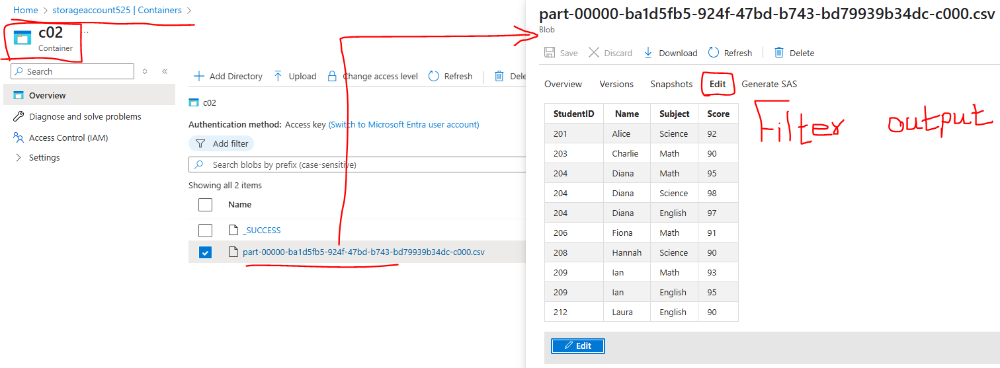 Home > storageaccount525 | Containers >
c02 ...
Container
Search
«
Overview
Diagnose and solve problems
Access Control (IAM)
Settings
Add Directory Upload Change access level Refresh Dele
c02
Authentication method: Access key (Switch to Microsoft Entra user account)
Add filter
Search blobs by prefix (case-sensitive)
Showing all 2 items
Name
_SUCCESS
part-00000-ba1d5fb5-924f-47bd-b743-bd79939b34dc-c000.csv
part-00000-ba1d5fb5-924f-47bd-b743-bd79939b34dc-c000.csv
Blob
Save Discard Download Refresh Delete
Overview Versions Snapshots Edit Generate SAS
Filter output
StudentID Name Subject Score
201 Alice Science 92
203 Charlie Math 90
204 Diana Math 95
204 Diana Science 98
204 Diana English 97
206 Fiona Math 91
208 Hannah Science 90
209 Ian Math 93
209 Ian English 95
212 Laura English 90
Edit